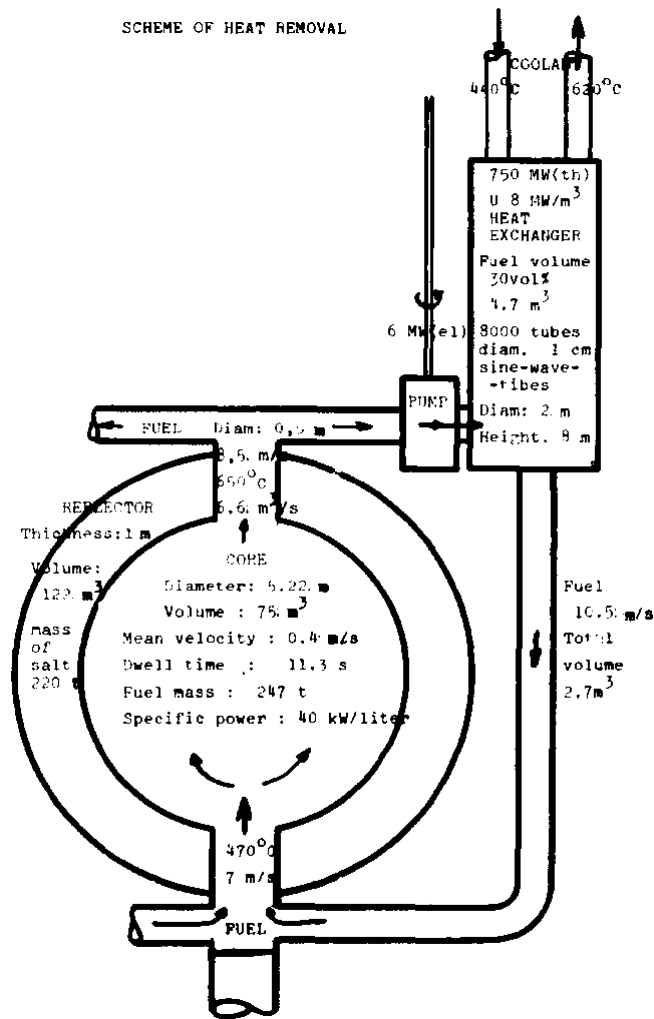 SCHEME OF HEAT REMOVAL
COOLA
440°C 620°C
750 MW(th)
8 MW/m³
HEAT
EXCHANGER
Fuel volume
30vol%
4.7 m³
6 MW(el)
8000 tubes
diam. 1 cm
sine-wave-
-tibes
Diam: 2 m
Height. 8 m
PUMP
FUEL Diam: 0,5 m
8,5 m/s
650°C
6.6 m³/s
REFLECTOR
Thickness:1 m
Volume:
122 m³
mass
of
salt
220 t
CORE
Diameter: 5.22 m
Volume : 75 m³
Mean velocity : 0.4 m/s
Dwell time : 11.3 s
Fuel mass : 247 t
Specific power : 40 kW/liter
Fuel
10.5 m/s
Total
volume
2.7m³
470°C
7 m/s
FUEL